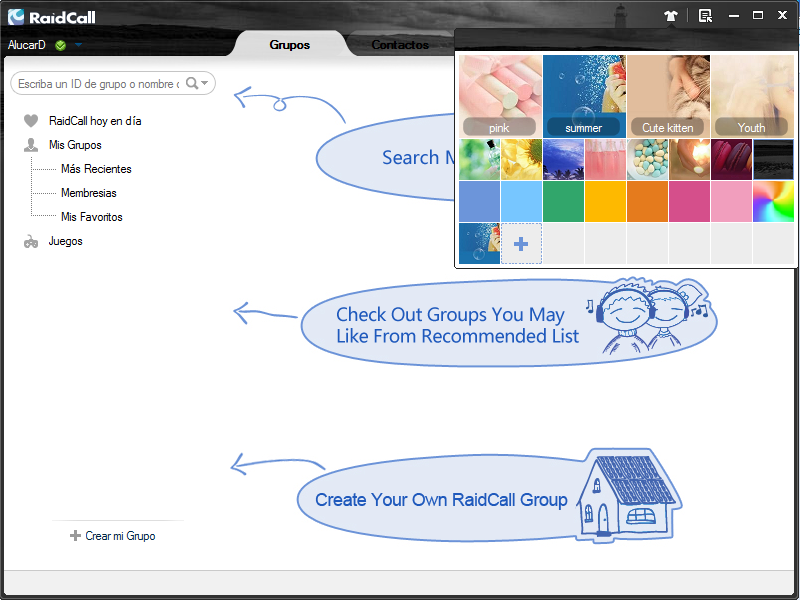 RaidCall
AlucarD
Grupos
Contactos
Escriba un ID de grupo o nombre
RaidCall hoy en día
Mis Grupos
Más Recientes
Membresias
Mis Favoritos
Juegos
Search
pink
summer
Cute kitten
Youth
Check Out Groups You May
Like From Recommended List
Create Your Own RaidCall Group
Crear mi Grupo